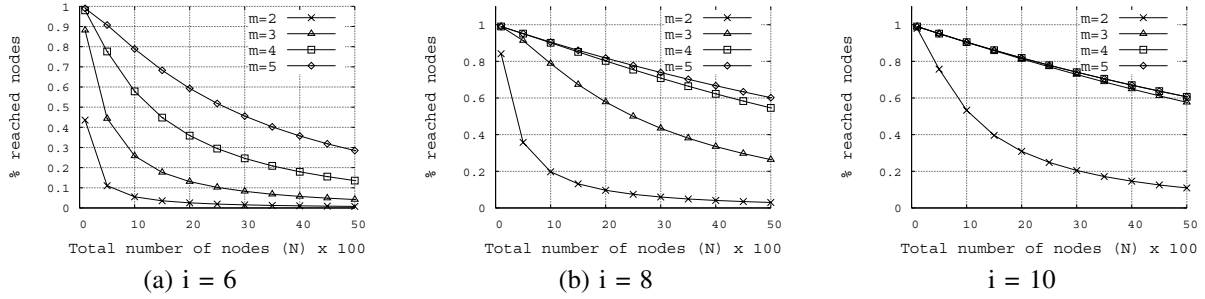 % reached nodes
1
0.9
0.8
0.7
0.6
0.5
0.4
0.3
0.2
0.1
0
0 10 20 30 40 50
Total number of nodes (N) x 100
m=2
m=3
m=4
m=5
(a) i = 6
% reached nodes
1
0.8
0.6
0.4
0.2
0
0 10 20 30 40 50
Total number of nodes (N) x 100
m=2
m=3
m=4
m=5
(b) i = 8
% reached nodes
1
0.8
0.6
0.4
0.2
0
0 10 20 30 40 50
Total number of nodes (N) x 100
m=2
m=3
m=4
m=5
i = 10